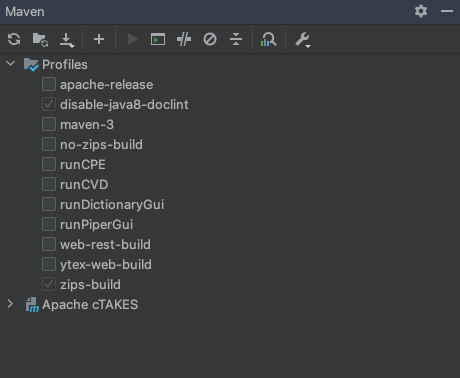 Maven
Profiles
apache-release
disable-java8-doclint
maven-3
no-zips-build
runCPE
runCVD
runDictionaryGui
runPiperGui
web-rest-build
ytex-web-build
zips-build
Apache cTAKES